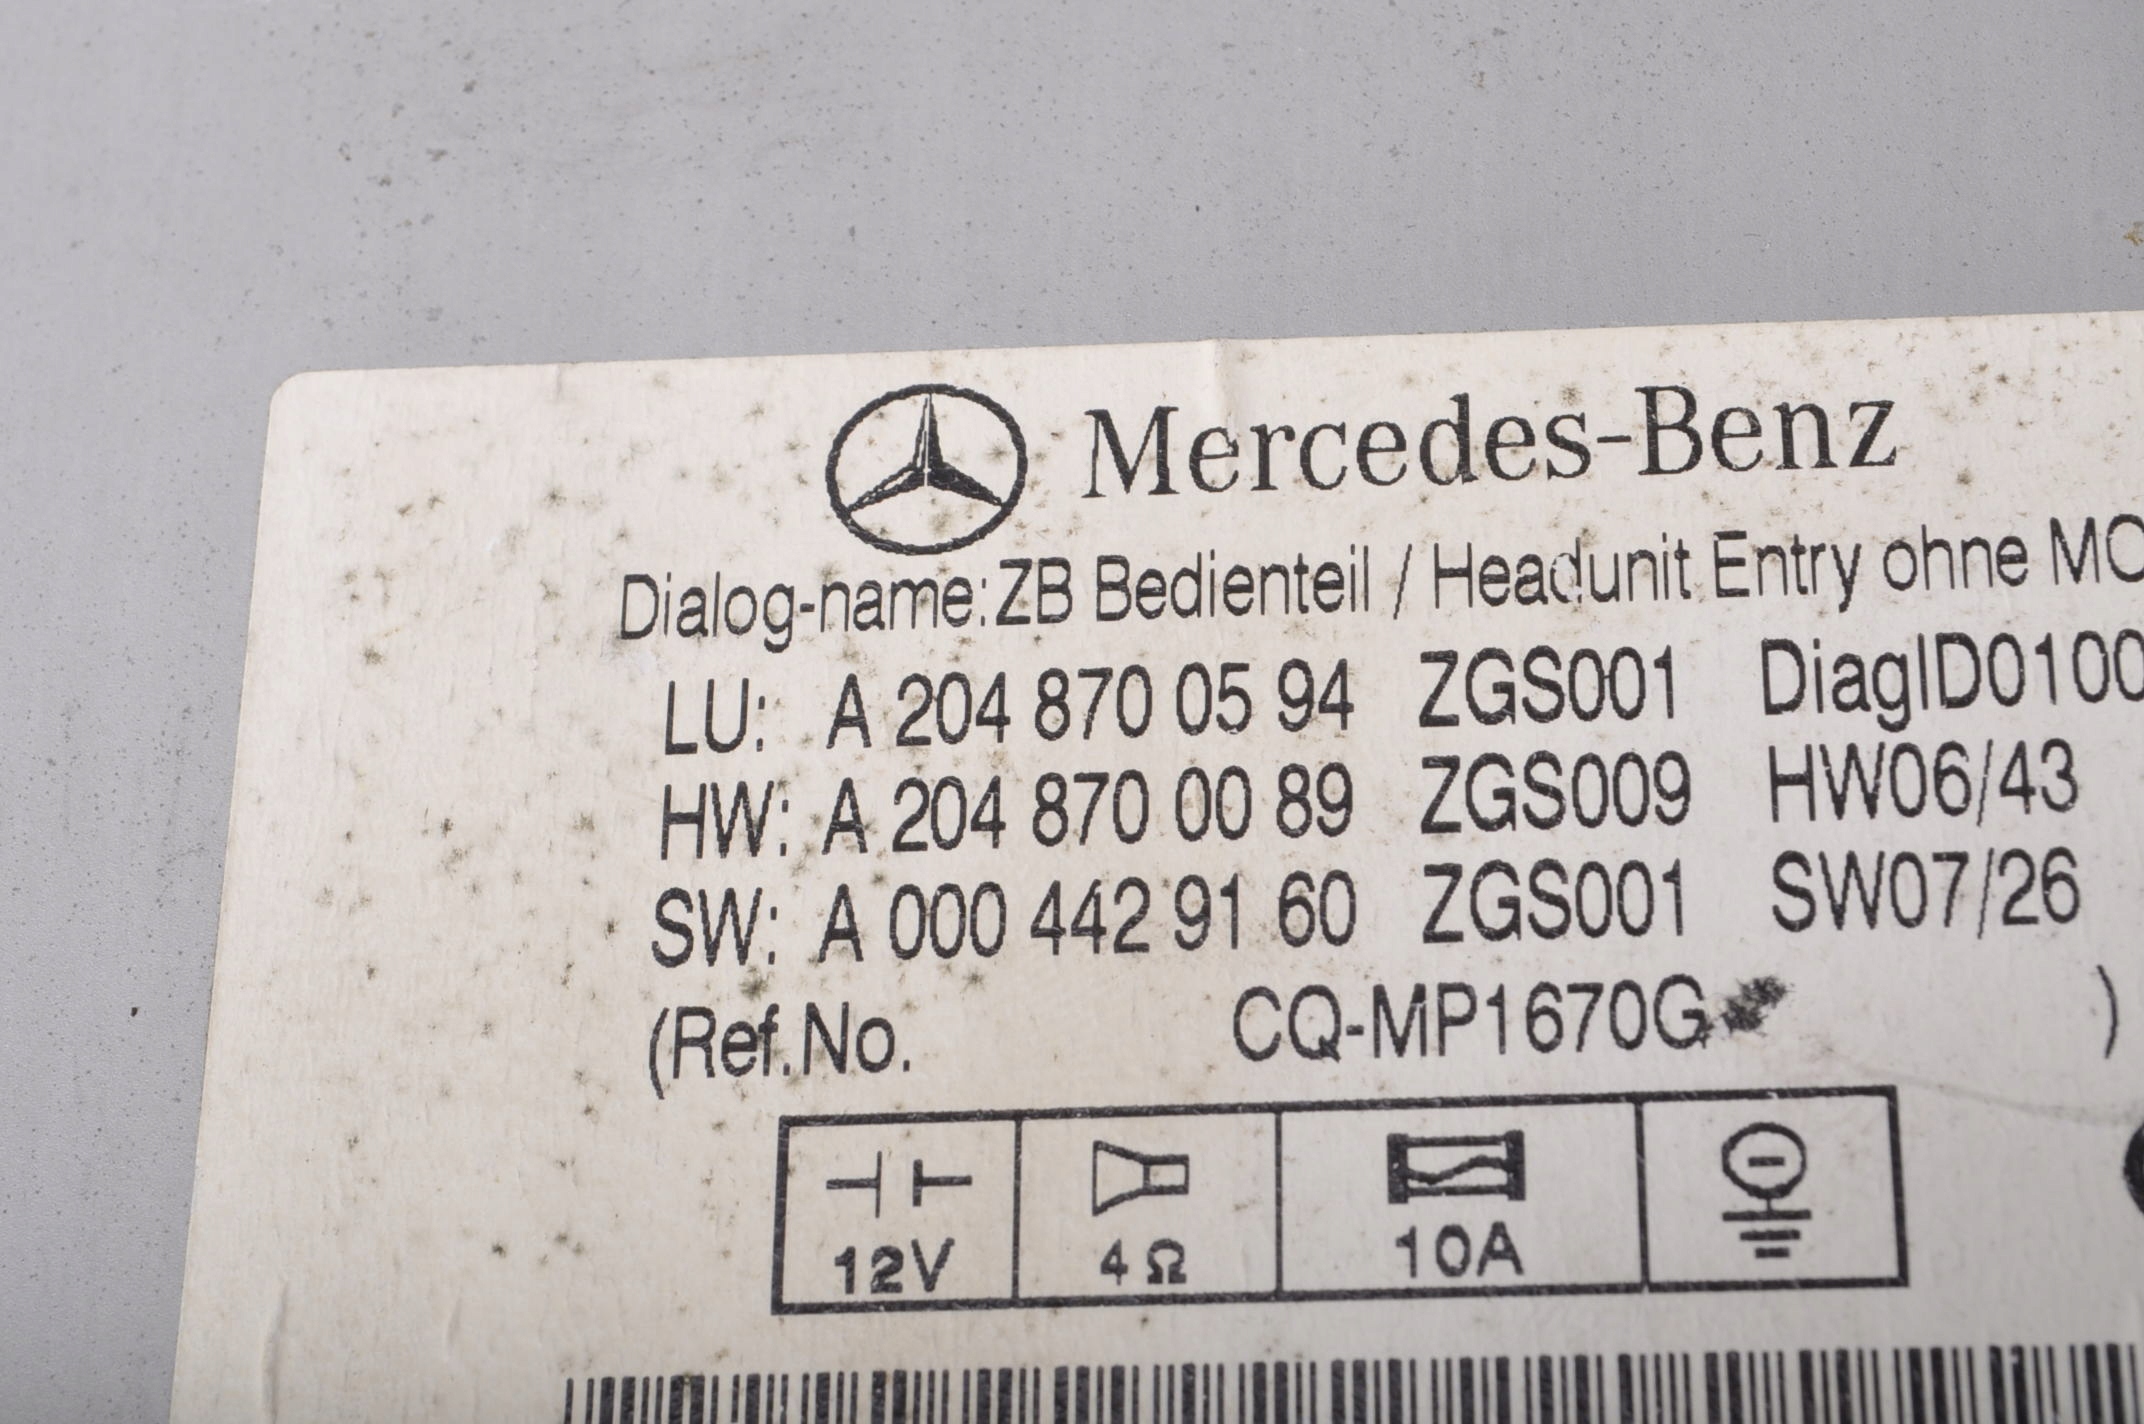 Mercedes-Benz
Dialog-name:ZB Bedienteil / Headunit Entry ohne MO
LU: A 204 870 05 94 ZGS001 DiagID0100
HW: A 204 870 00 89 ZGS009 HW06/43
SW: A 000 442 91 60 ZGS001 SW07/26
(Ref.No. CQ-MP1670G )
12V 4 Ω 10A